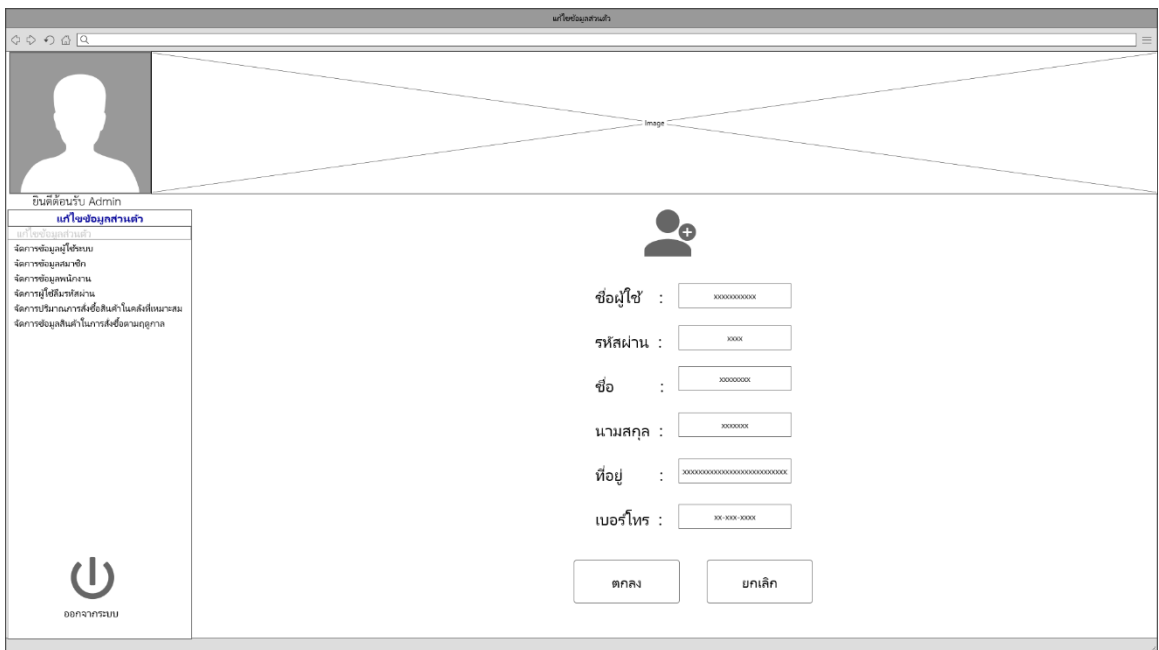 แก้ไขข้อมูลส่วนตัว
Image
ยินดีต้อนรับ Admin
แก้ไขข้อมูลส่วนตัว
แก้ไขข้อมูลส่วนตัว
จัดการข้อมูลผู้ใช้ระบบ
จัดการข้อมูลสมาชิก
จัดการข้อมูลพนักงาน
จัดการผู้ใช้ลืมรหัสผ่าน
จัดการปริมาณการสั่งซื้อสินค้าในคลังที่เหมาะสม
จัดการข้อมูลสินค้าในการสั่งซื้อตามฤดูกาล
ออกจากระบบ
ชื่อผู้ใช้ : xxxxxxxxxxx
รหัสผ่าน : xxxx
ชื่อ : xxxxxxxx
นามสกุล : xxxxxxx
ที่อยู่ : xxxxxxxxxxxxxxxxxxxxxxxxxxx
เบอร์โทร : xx-xxx-xxxx
ตกลง ยกเลิก